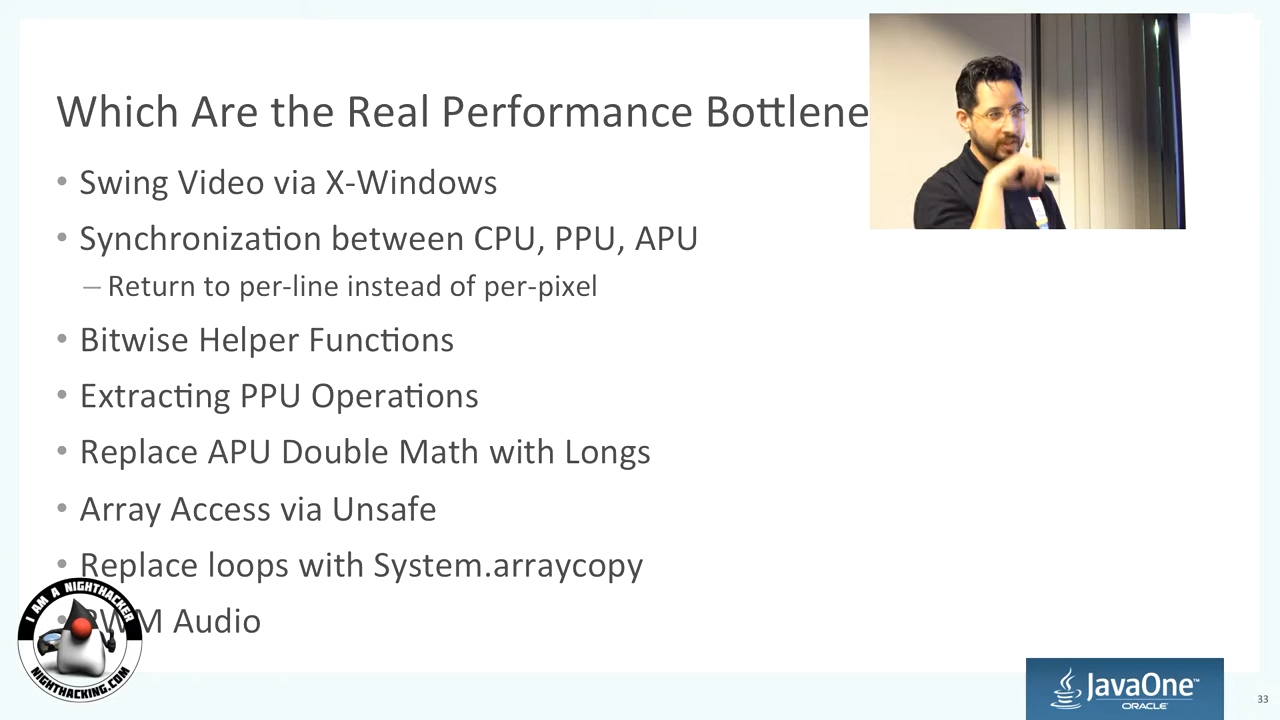 Which Are the Real Performance Bottlene
• Swing Video via X-Windows
• Synchronization between CPU, PPU, APU
– Return to per-line instead of per-pixel
• Bitwise Helper Functions
• Extracting PPU Operations
• Replace APU Double Math with Longs
• Array Access via Unsafe
• Replace loops with System.arraycopy
• PWM Audio
I AM A NIGHTHACKER
NIGHTHACKING.COM
JavaOne™
ORACLE
33